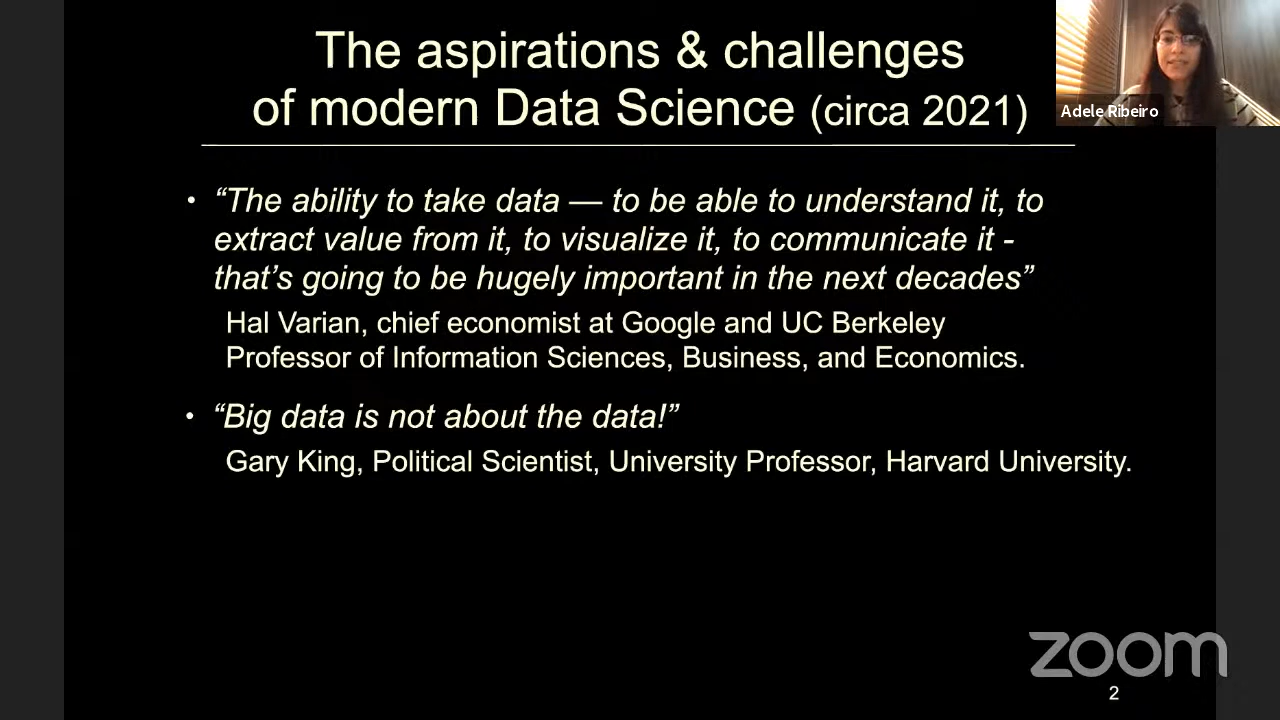 The aspirations & challenges
of modern Data Science (circa 2021)
Adele Ribeiro
• “The ability to take data — to be able to understand it, to
extract value from it, to visualize it, to communicate it -
that’s going to be hugely important in the next decades”
Hal Varian, chief economist at Google and UC Berkeley
Professor of Information Sciences, Business, and Economics.
• “Big data is not about the data!”
Gary King, Political Scientist, University Professor, Harvard University.
zoom
2